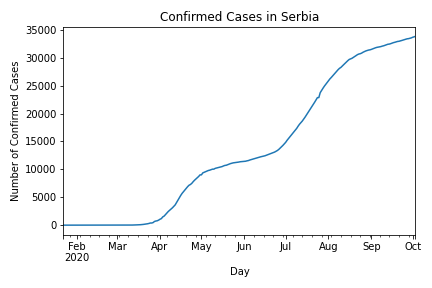 Confirmed Cases in Serbia
35000
30000
25000
20000
15000
10000
5000
0
Number of Confirmed Cases
Feb Mar Apr May Jun Jul Aug Sep Oct
2020
Day